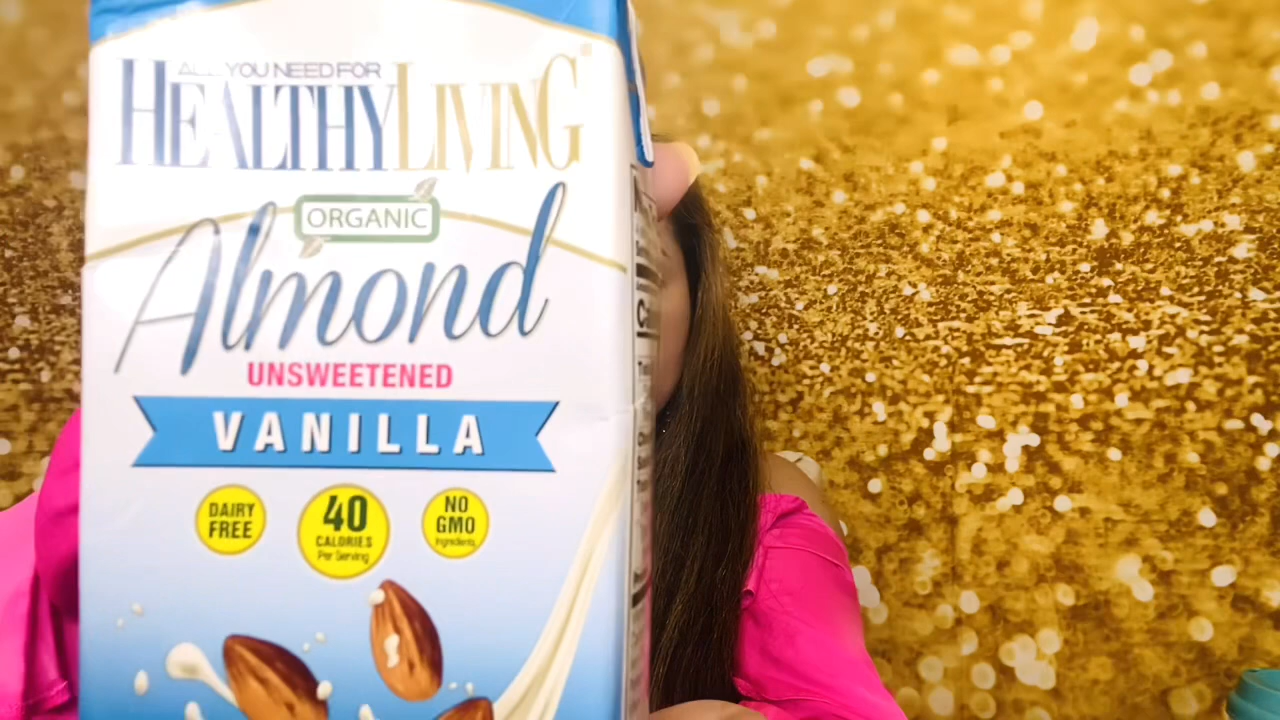 ALL YOU NEED FOR
HEALTHYLIVING
ORGANIC
Almond
UNSWEETENED
VANILLA
DAIRY
FREE
40
CALORIES
Per Serving
NO
GMO
Ingredients